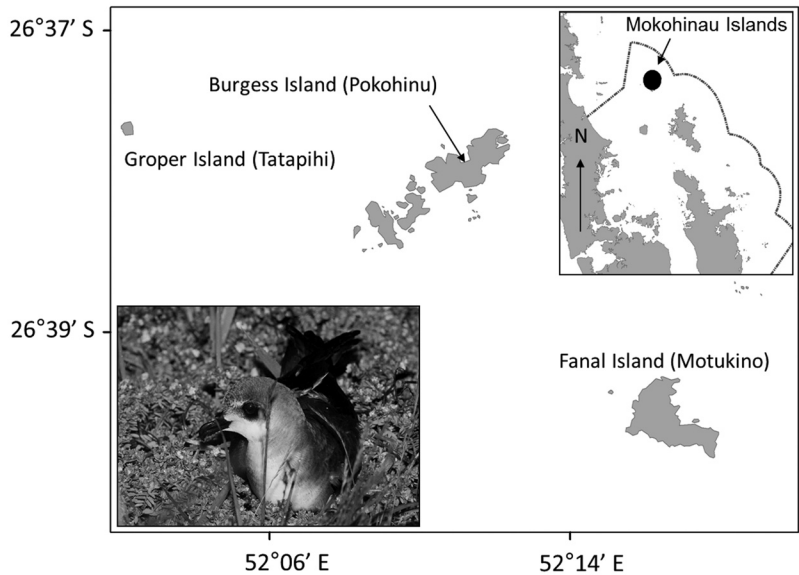 26°37' S
Mokohinau Islands
Burgess Island (Pokohinu)
Groper Island (Tatapihi)
N
26°39' S
Fanal Island (Motukino)
52°06' E
52°14' E